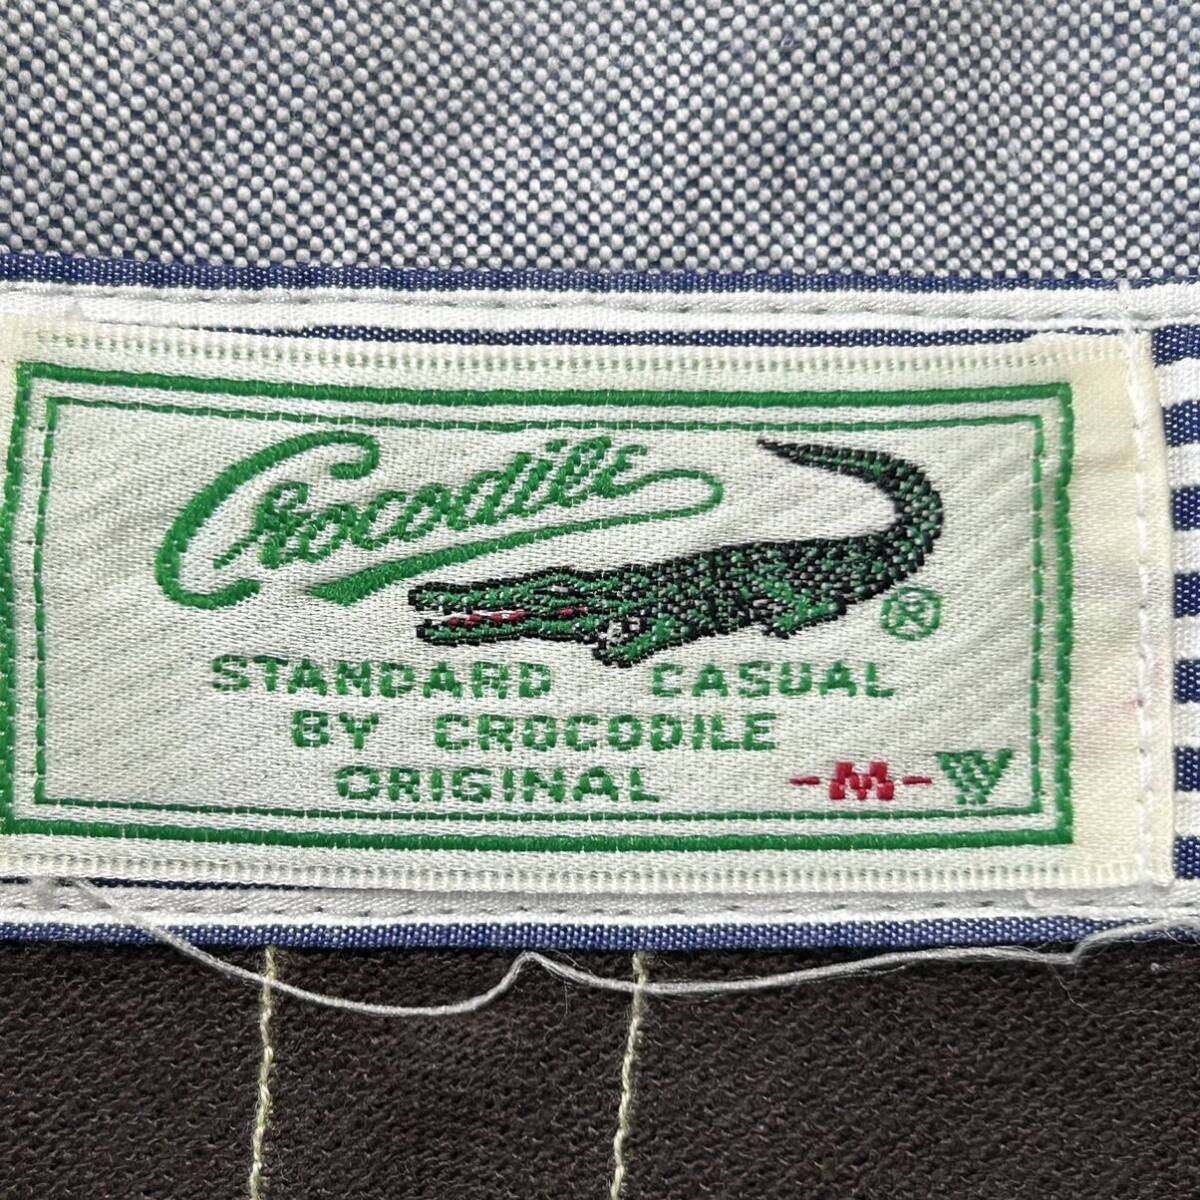 Crocodile
®
STANDARD CASUAL
BY CROCODILE
ORIGINAL
-M-